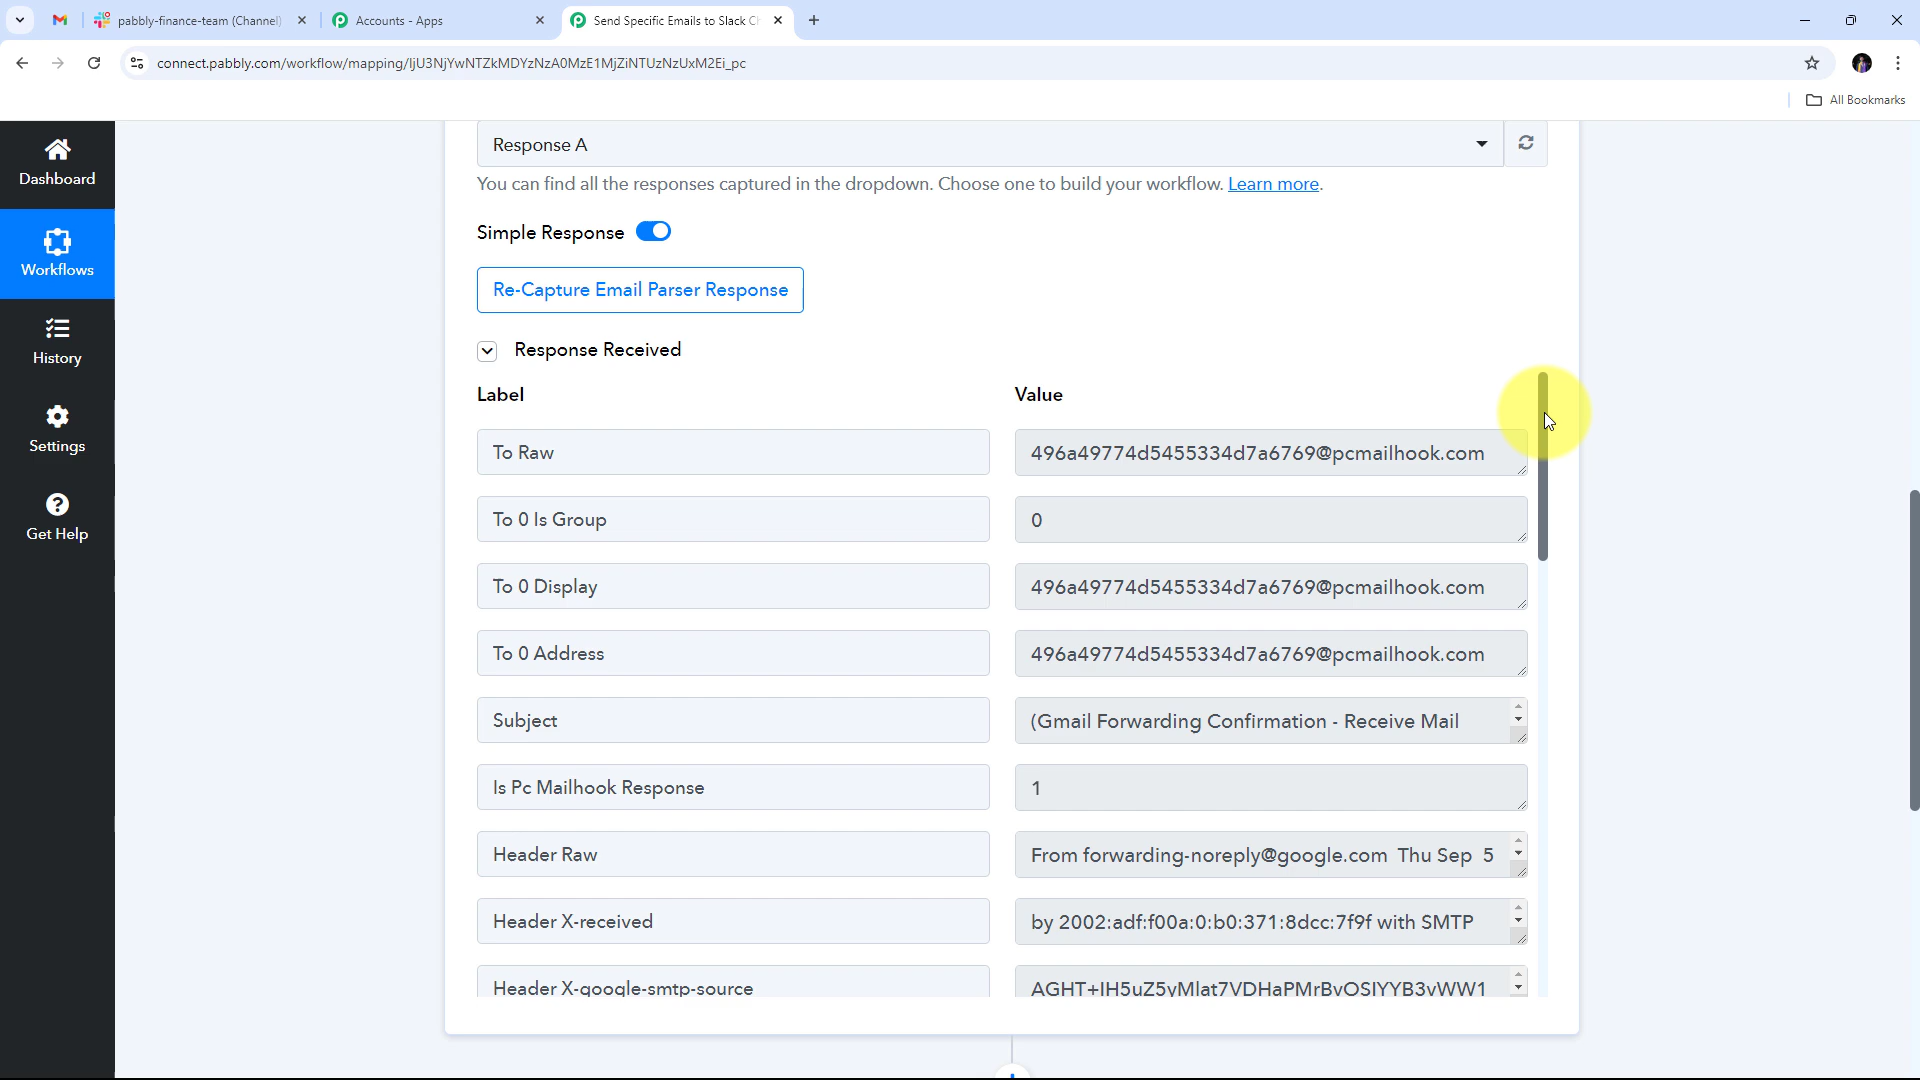 pabbly-finance-team (Channel)
Accounts - Apps
Send Specific Emails to Slack Ch
connect.pabbly.com/workflow/mapping/IjU3NjYwNTZkMDYzNzA0MzE1MjZiNTUzNzUxM2Ei_pc
All Bookmarks
Dashboard
Workflows
History
Settings
Get Help
Response A
You can find all the responses captured in the dropdown. Choose one to build your workflow. Learn more.
Simple Response
Re-Capture Email Parser Response
Response Received
Label Value
To Raw 496a49774d5455334d7a6769@pcmailhook.com
To 0 Is Group 0
To 0 Display 496a49774d5455334d7a6769@pcmailhook.com
To 0 Address 496a49774d5455334d7a6769@pcmailhook.com
Subject (Gmail Forwarding Confirmation - Receive Mail
Is Pc Mailhook Response 1
Header Raw From forwarding-noreply@google.com Thu Sep 5
Header X-received by 2002:adf:f00a:0:b0:371:8dcc:7f9f with SMTP
Header X-google-smtp-source AGHT+IH5uZ5yMlat7VDHaPMrBvOSIYYB3vWW1